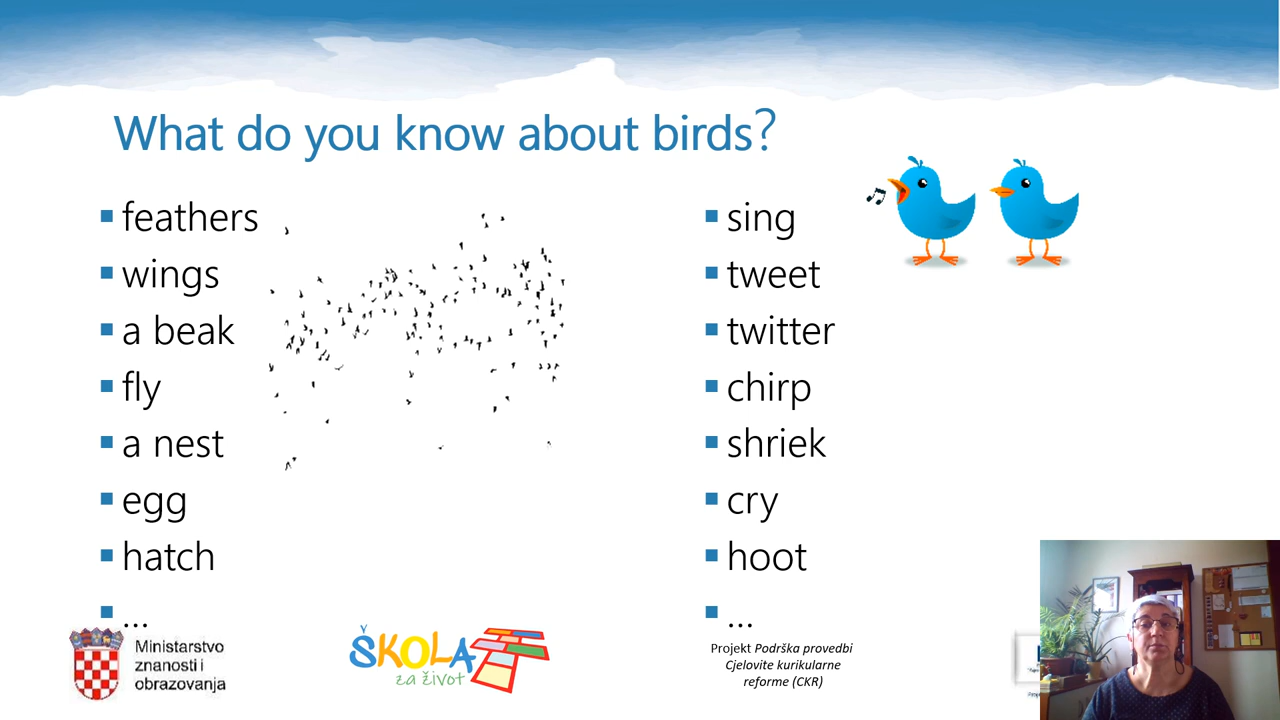 What do you know about birds?
feathers
wings
a beak
fly
a nest
egg
hatch
...
sing
tweet
twitter
chirp
shriek
cry
hoot
...
Ministarstvo
znanosti i
obrazovanja
ŠKOLA
za život
Projekt Podrška provedbi
Cjelovite kurikularne
reforme (CKR)